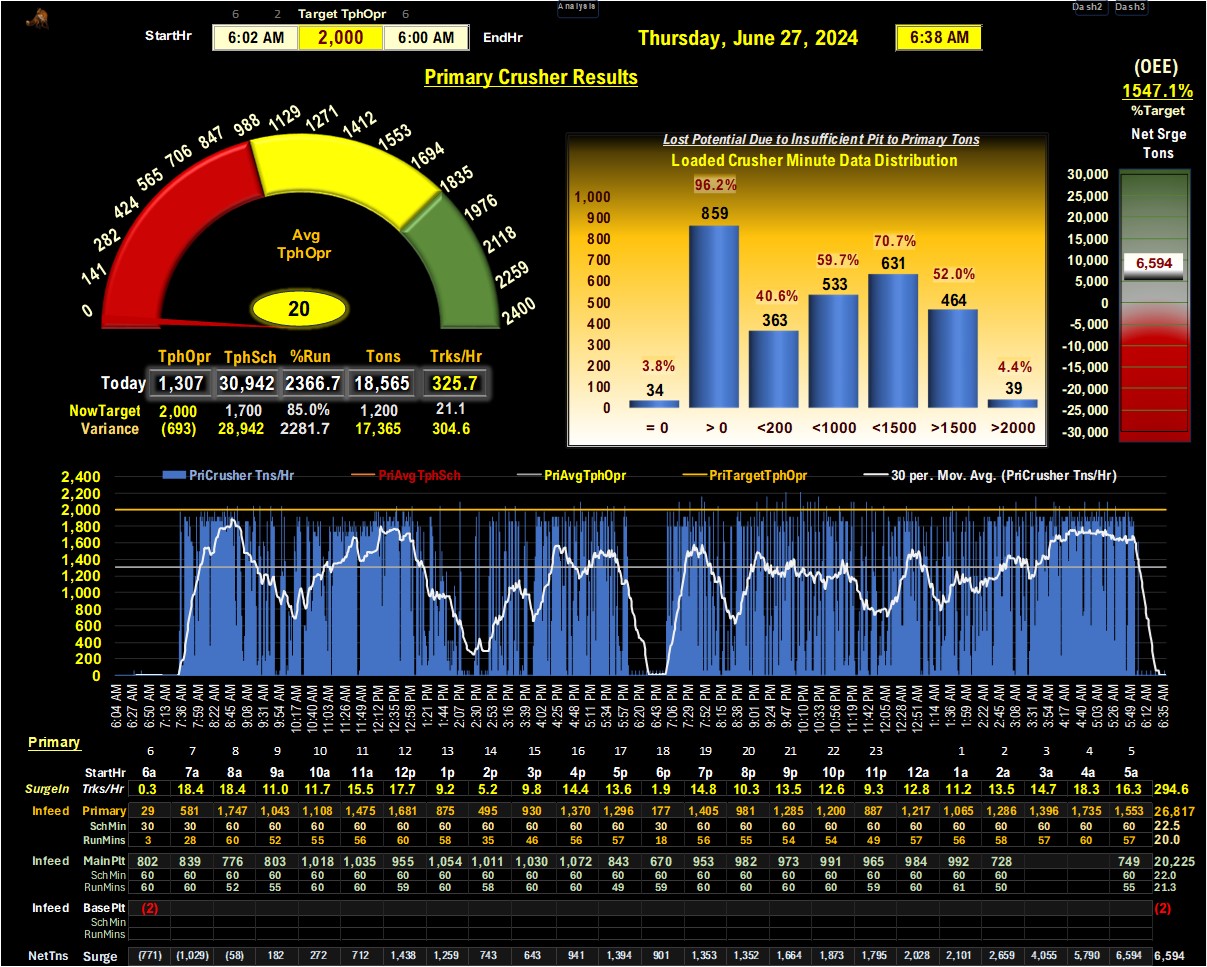 Analysis Dash2 Dash3
6 2 Target TphOpr 6
StartHr 6:02 AM 2,000 6:00 AM EndHr Thursday, June 27, 2024 6:38 AM
(OEE)
1547.1%
%Target
Primary Crusher Results
Net Srge
Tons
0 141 282 424 565 706 847 988 1129 1271 1412 1553 1694 1835 1976 2118 2259 2400
Avg
TphOpr
20
TphOpr TphSch %Run Tons Trks/Hr
Today 1,307 30,942 2366.7 18,565 325.7
NowTarget 2,000 1,700 85.0% 1,200 21.1
Variance (693) 28,942 2281.7 17,365 304.6
Lost Potential Due to Insufficient Pit to Primary Tons
Loaded Crusher Minute Data Distribution
1,000
900
800
700
600
500
400
300
200
100
0
3.8% 96.2% 40.6% 59.7% 70.7% 52.0% 4.4%
34 859 363 533 631 464 39
= 0 > 0 <200 <1000 <1500 >1500 >2000
30,000
25,000
20,000
15,000
10,000
5,000
0
-5,000
-10,000
-15,000
-20,000
-25,000
-30,000
6,594
PriCrusher Tns/Hr PriAvgTphSch PriAvgTphOpr PriTargetTphOpr 30 per. Mov. Avg. (PriCrusher Tns/Hr)
2,400
2,200
2,000
1,800
1,600
1,400
1,200
1,000
800
600
400
200
0
6:04 AM 6:27 AM 6:50 AM 7:13 AM 7:36 AM 7:59 AM 8:22 AM 8:45 AM 9:08 AM 9:31 AM 9:54 AM 10:17 AM 10:40 AM 11:03 AM 11:26 AM 11:49 AM 12:12 PM 12:35 PM 12:58 PM 1:21 PM 1:44 PM 2:07 PM 2:30 PM 2:53 PM 3:16 PM 3:39 PM 4:02 PM 4:25 PM 4:48 PM 5:11 PM 5:34 PM 5:57 PM 6:20 PM 6:43 PM 7:06 PM 7:29 PM 7:52 PM 8:15 PM 8:38 PM 9:01 PM 9:24 PM 9:47 PM 10:10 PM 10:33 PM 10:56 PM 11:19 PM 11:42 PM 12:05 AM 12:28 AM 12:51 AM 1:14 AM 1:36 AM 1:59 AM 2:22 AM 2:45 AM 3:08 AM 3:31 AM 3:54 AM 4:17 AM 4:40 AM 5:03 AM 5:26 AM 5:49 AM 6:12 AM 6:35 AM
Primary 6 7 8 9 10 11 12 13 14 15 16 17 18 19 20 21 22 23 1 2 3 4 5
StartHr 6a 7a 8a 9a 10a 11a 12p 1p 2p 3p 4p 5p 6p 7p 8p 9p 10p 11p 12a 1a 2a 3a 4a 5a
SurgeIn Trks/Hr 0.3 18.4 18.4 11.0 11.7 15.5 17.7 9.2 5.2 9.8 14.4 13.6 1.9 14.8 10.3 13.5 12.6 9.3 12.8 11.2 13.5 14.7 18.3 16.3 294.6
Infeed Primary 29 581 1,747 1,043 1,108 1,475 1,681 875 495 930 1,370 1,296 177 1,405 981 1,285 1,200 887 1,217 1,065 1,286 1,396 1,735 1,553 26,817
SchMin 30 30 60 60 60 60 60 60 60 60 60 60 30 60 60 60 60 60 60 60 60 60 60 60 22.5
RunMins 3 28 60 52 55 56 60 58 35 46 56 57 18 56 55 54 54 49 57 56 58 57 60 57 20.0
Infeed MainPlt 802 839 776 803 1,018 1,035 955 1,054 1,011 1,030 1,072 843 670 953 982 973 991 965 984 992 728 749 20,225
SchMin 60 60 60 60 60 60 60 60 60 60 60 60 60 60 60 60 60 60 60 60 60 60 22.0
RunMins 60 60 52 55 60 60 59 60 58 60 60 49 59 60 60 60 60 59 60 61 50 55 21.3
Infeed BasePlt (2) (2)
SchMin
RunMins
NetTns Surge (771) (1,029) (58) 182 272 712 1,438 1,259 743 643 941 1,394 901 1,353 1,352 1,664 1,873 1,795 2,028 2,101 2,659 4,055 5,790 6,594 6,594